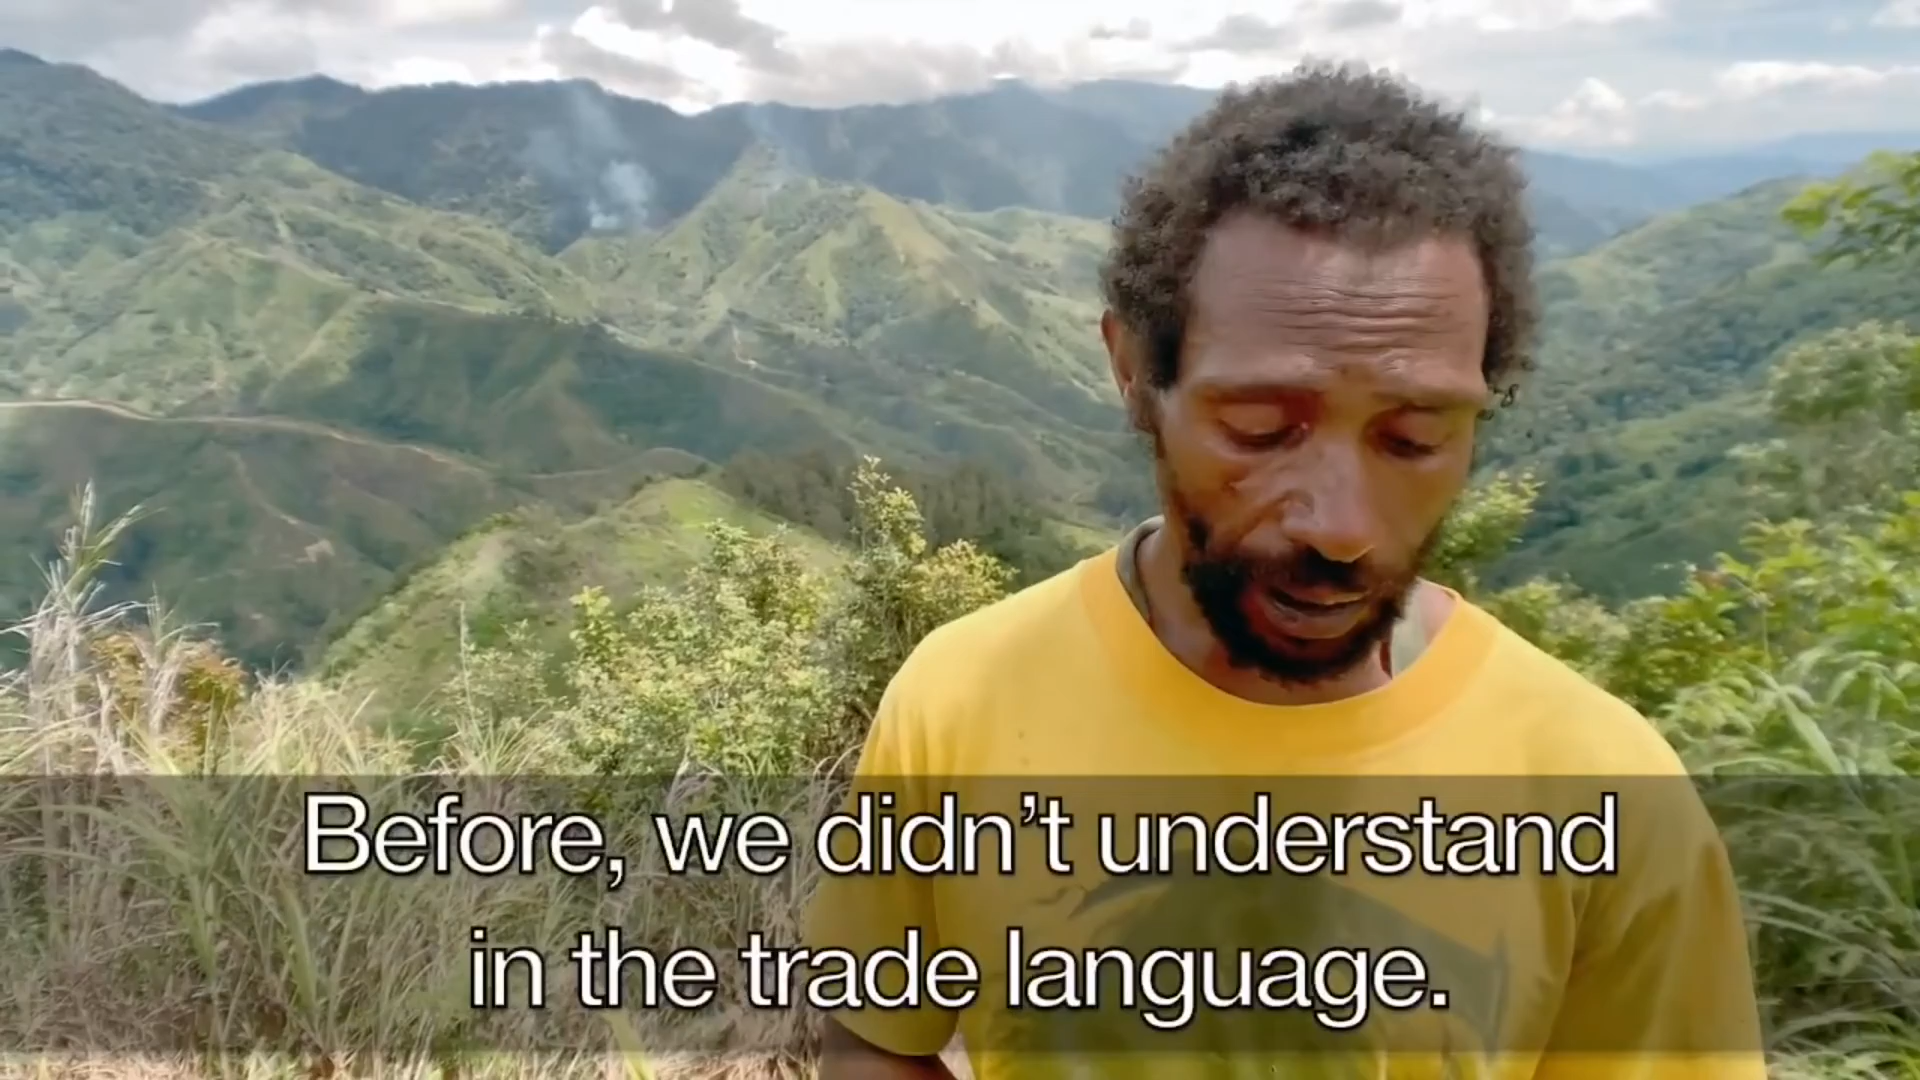 Before, we didn’t understand
in the trade language.